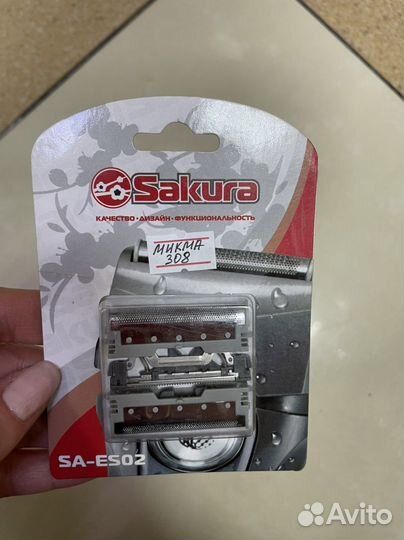 Sakura
КАЧЕСТВО • ДИЗАЙН • ФУНКЦИОНАЛЬНОСТЬ
МИКМА
308
SA-ES02
Avito